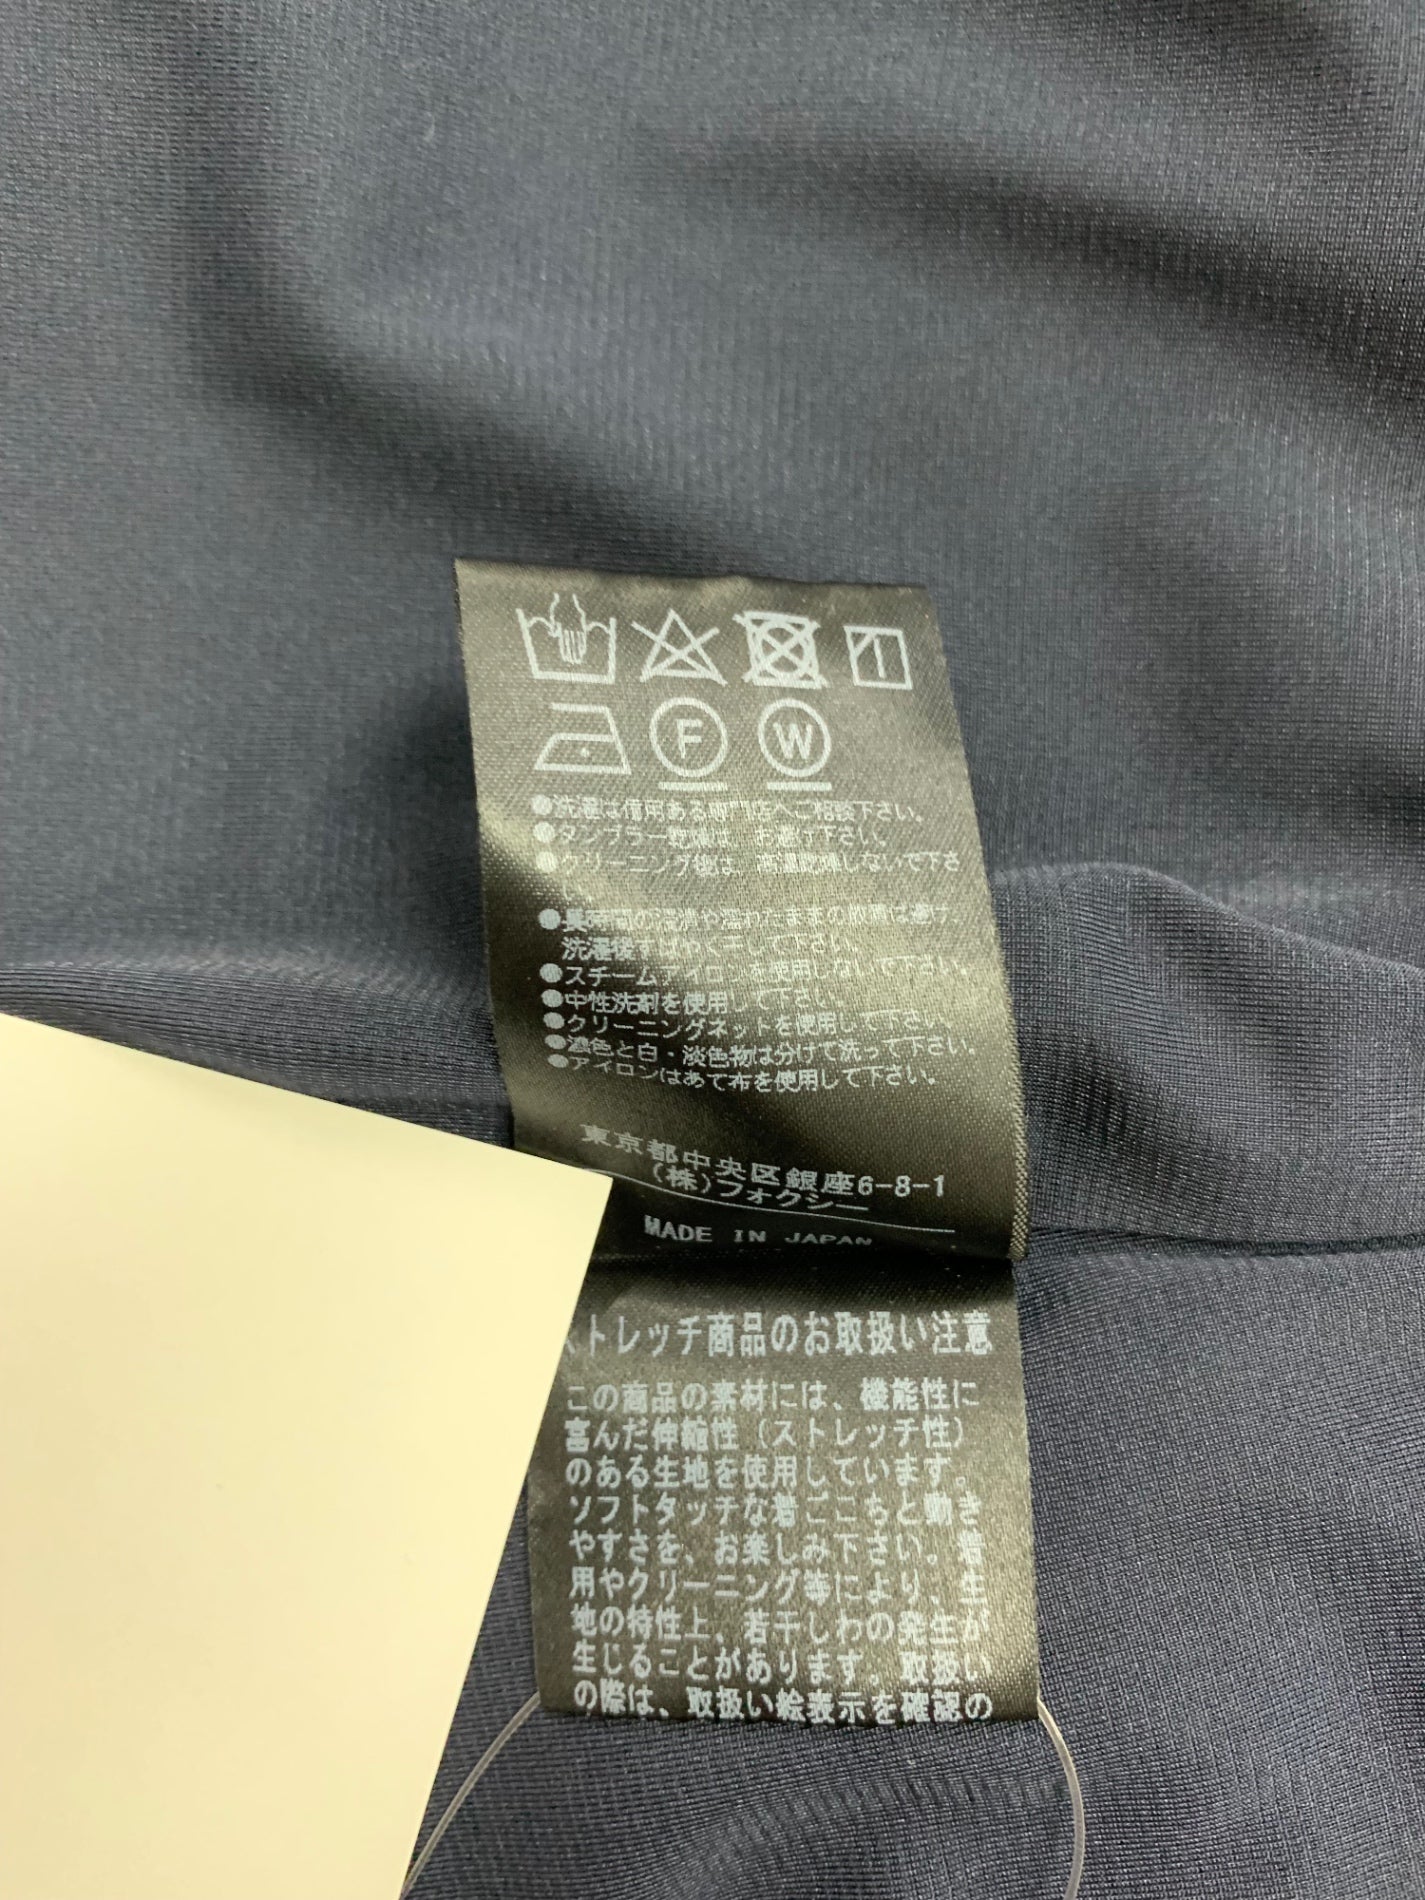 F W
●洗濯は信用ある専門店へご相談下さい。
●タンブラー乾燥は、お避け下さい。
●クリーニング後は、高温乾燥しないで下さ
い。
●長時間の浸漬や濡れたままの放置は避け、
洗濯後すばやく干して下さい。
●スチームアイロンを使用しないで下さい。
●中性洗剤を使用して下さい。
●クリーニングネットを使用して下さい。
●濃色と白・淡色物は分けて洗って下さい。
●アイロンはあて布を使用して下さい。
東京都中央区銀座6-8-1
(株)フォクシー
MADE IN JAPAN
ストレッチ商品のお取扱い注意
この商品の素材には、機能性に
富んだ伸縮性(ストレッチ性)
のある生地を使用しています。
ソフトタッチな着ごこちと動き
やすさを、お楽しみ下さい。着
用やクリーニング等により、生
地の特性上、若干しわの発生が
生じることがあります。取扱い
の際は、取扱い絵表示を確認の